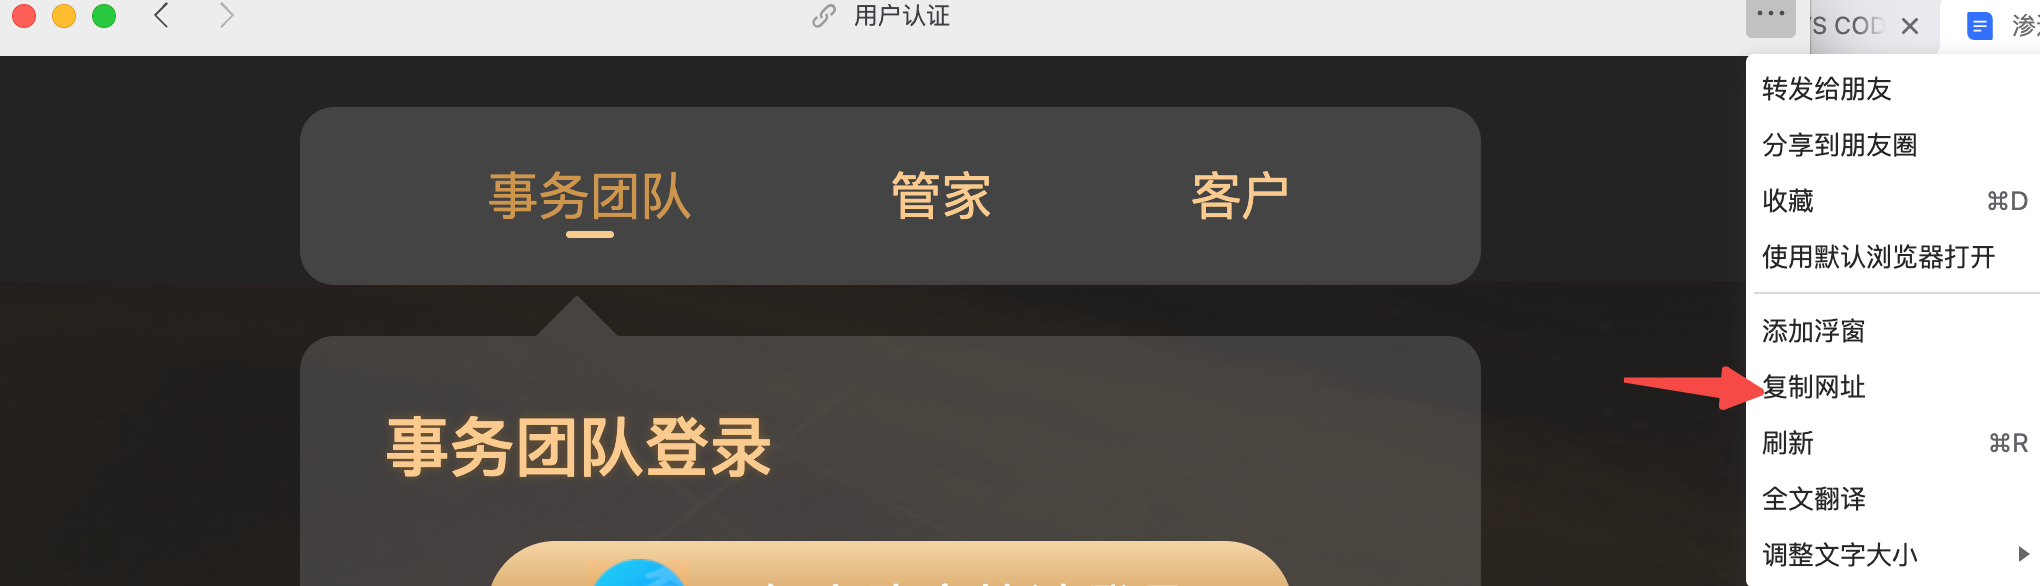 用户认证
S COD
渗
事务团队
管家
客户
事务团队登录
转发给朋友
分享到朋友圈
收藏 ⌘D
使用默认浏览器打开
添加浮窗
复制网址
刷新 ⌘R
全文翻译
调整文字大小